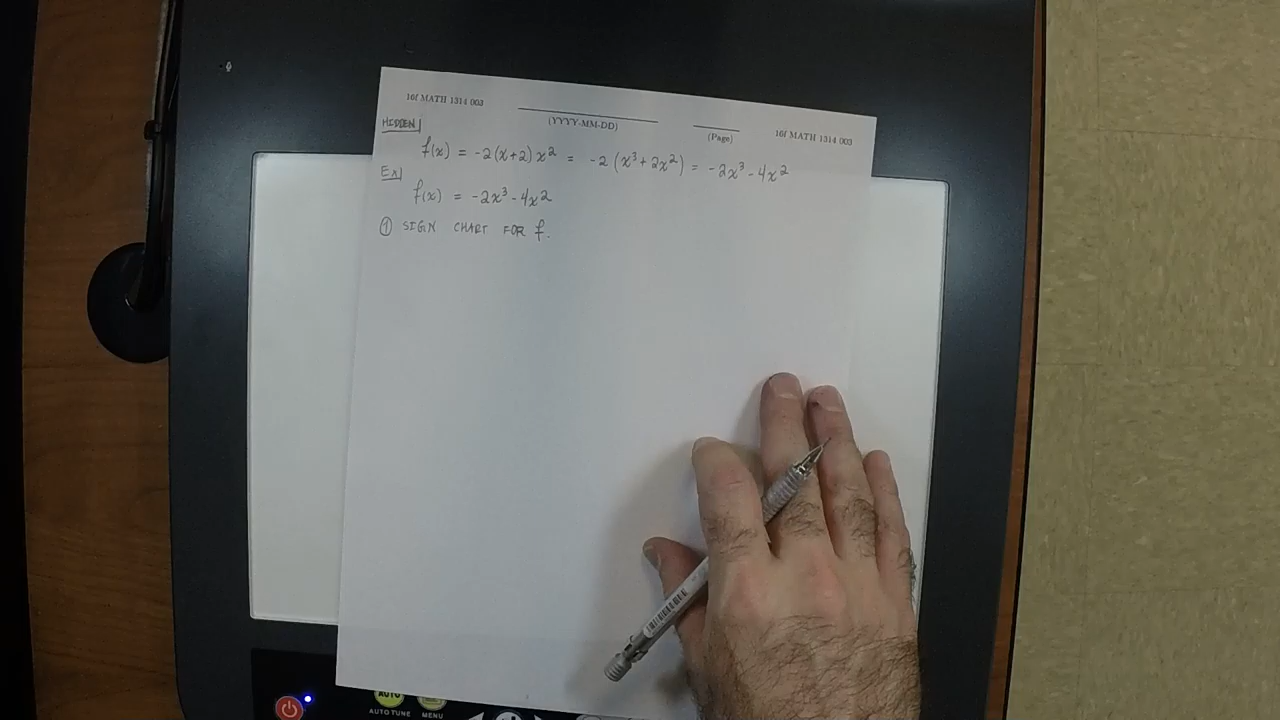 16f MATH 1314 003
(YYYY-MM-DD)
(Page)
16f MATH 1314 003
HIDDEN
f(x) = -2(x+2)x² = -2(x³+2x²) = -2x³-4x²
Ex
f(x) = -2x³-4x²
① SIGN CHART FOR f.
AUTO
AUTO TUNE
MENU